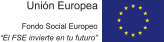 Unión Europea
Fondo Social Europeo
"El FSE invierte en tu futuro"